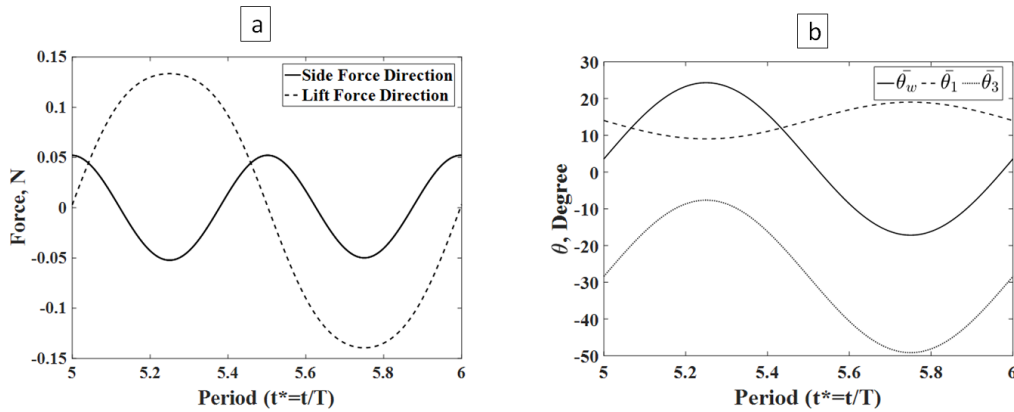 a
0.15
0.1
0.05
0
-0.05
-0.1
-0.15
Force, N
Side Force Direction
Lift Force Direction
5 5.2 5.4 5.6 5.8 6
Period (t*=t/T)
b
30
20
10
0
-10
-20
-30
-40
-50
θ, Degree
θ̄w θ̄1 θ̄3
5 5.2 5.4 5.6 5.8 6
Period (t*=t/T)